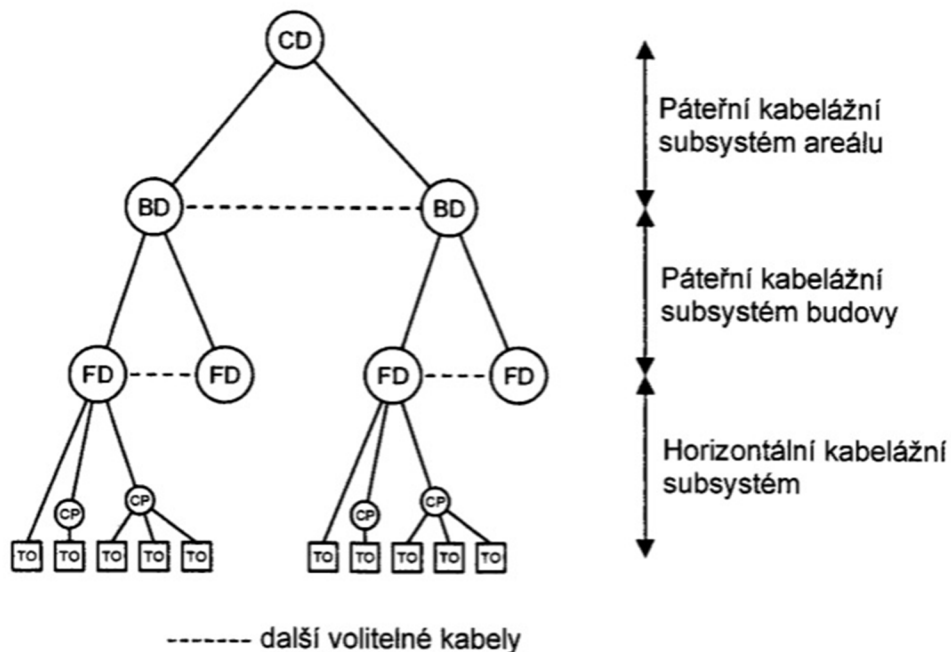 CD
Páteřní kabelážní
subsystém areálu
BD BD
Páteřní kabelážní
subsystém budovy
FD FD FD FD
Horizontální kabelážní
subsystém
CP CP CP CP
TO TO TO TO TO TO TO TO TO TO
další volitelné kabely